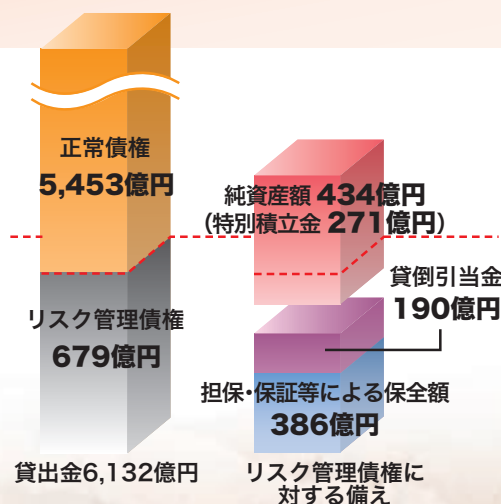 正常債権
5,453億円
リスク管理債権
679億円
貸出金6,132億円
純資産額 434億円
(特別積立金 271億円)
貸倒引当金
190億円
担保・保証等による保全額
386億円
リスク管理債権に
対する備え